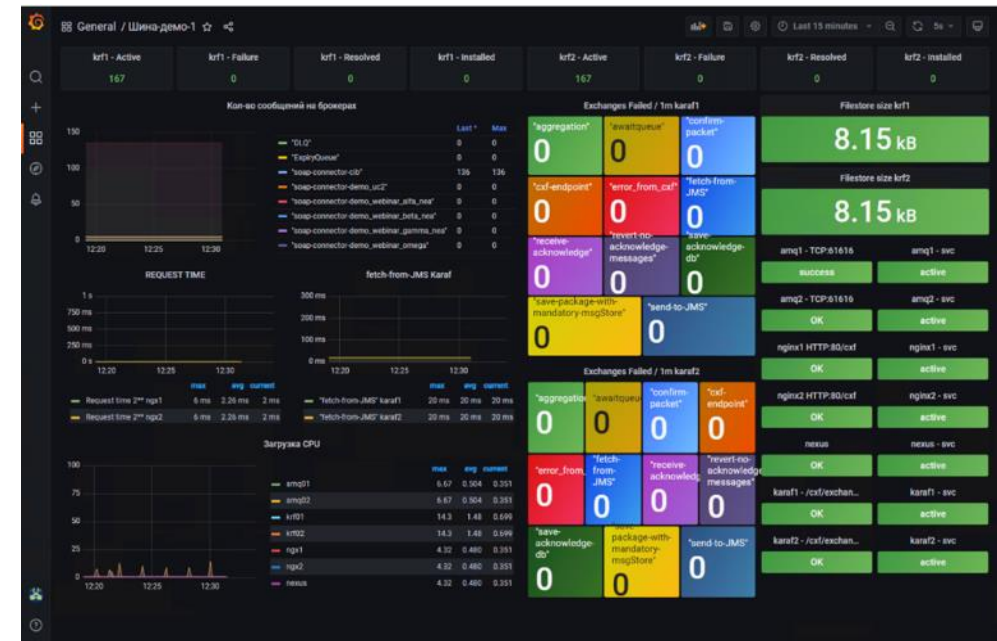 General / Шина-демо-1
Last 15 minutes
5s
krf1 - Active
krf1 - Failure
krf1 - Resolved
krf1 - Installed
krf2 - Active
krf2 - Failure
krf2 - Resolved
krf2 - Installed
167
0
0
0
167
0
0
0
Кол-во сообщений на брокерах
150
100
50
0
12:20
12:25
12:30
Last *
Max
"DLQ"
0
0
"ExpiryQueue"
0
0
"soap-connector-cib"
136
136
"soap-connector-demo_uc2"
0
0
"soap-connector-demo_webinar_alfa_nea"
0
0
"soap-connector-demo_webinar_beta_nea"
0
0
"soap-connector-demo_webinar_gamma_nea"
0
0
"soap-connector-demo_webinar_omega"
0
0
REQUEST TIME
1 s
750 ms
500 ms
250 ms
0 s
12:20
12:25
12:30
max
avg
current
Request time 2** ngx1
6 ms
2.26 ms
2 ms
Request time 2** ngx2
6 ms
2.26 ms
2 ms
fetch-from-JMS Karaf
300 ms
200 ms
100 ms
0 ms
12:20
12:25
12:30
max
avg
current
"fetch-from-JMS" karaf1
20 ms
20 ms
20 ms
"fetch-from-JMS" karaf2
20 ms
20 ms
20 ms
Загрузка CPU
100
75
50
25
0
12:20
12:25
12:30
max
avg
current
amq01
6.67
0.504
0.351
amq02
6.67
0.504
0.351
krf01
14.3
1.48
0.699
krf02
14.3
1.48
0.699
ngx1
4.32
0.480
0.351
ngx2
4.32
0.480
0.351
nexus
4.32
0.480
0.351
Exchanges Failed / 1m karaf1
"aggregation"
0
"awaitqueue"
0
"confirm-
packet"
0
"cxf-endpoint"
0
"error_from_cxf"
0
"fetch-from-
JMS"
0
"receive-
acknowledge"
0
"revert-no-
acknowledge-
messages"
0
"save-
acknowledge-
db"
0
"save-package-with-
mandatory-msgStore"
0
"send-to-JMS"
0
Exchanges Failed / 1m karaf2
"aggregatio
0
"awaitqueu
0
"confirm-
packet"
0
"cxf-
endpoint"
0
"error_from_
0
"fetch-
from-
JMS"
0
"receive-
acknowledg
0
"revert-no-
acknowledge
messages"
0
"save-
acknowledge-
db"
0
"save-
package-with-
mandatory-
msgStore"
0
"send-to-JMS"
0
Filestore size krf1
8.15 kB
Filestore size krf2
8.15 kB
amq1 - TCP:61616
amq1 - svc
success
active
amq2 - TCP:61616
amq2 - svc
OK
active
nginx1 HTTP:80/cxf
nginx1 - svc
OK
active
nginx2 HTTP:80/cxf
nginx2 - svc
OK
active
nexus
nexus - svc
OK
active
karaf1 - /cxf/exchan...
karaf1 - svc
OK
active
karaf2 - /cxf/exchan...
karaf2 - svc
OK
active